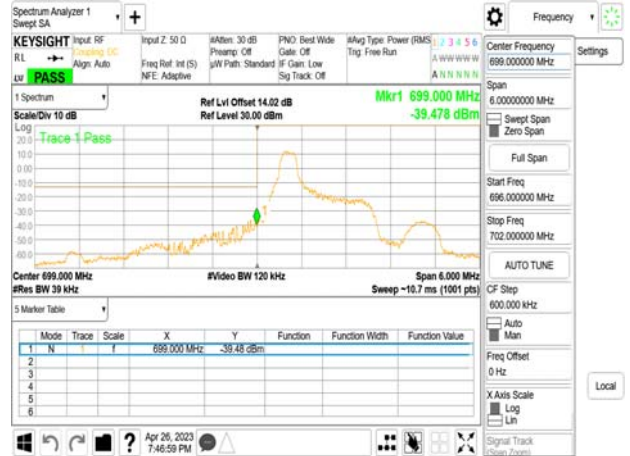 Spectrum Analyzer 1
Swept SA
+
Frequency
Settings
KEYSIGHT
Input: RF
Coupling: DC
Align: Auto
Input Z: 50 Ω
Freq Ref: Int (S)
NFE: Adaptive
#Atten: 30 dB
Preamp: Off
µW Path: Standard
PNO: Best Wide
Gate: Off
IF Gain: Low
Sig Track: Off
#Avg Type: Power (RMS
Trig: Free Run
1 2 3 4 5 6
A W W W W W
A N N N N N
RL
PASS
1 Spectrum
Scale/Div 10 dB
Ref Lvl Offset 14.02 dB
Ref Level 30.00 dBm
Mkr1 699.000 MHz
-39.478 dBm
Log
Trace 1 Pass
20.0
10.0
0.00
-10.0
-20.0
-30.0
-40.0
-50.0
-60.0
1
Center 699.000 MHz
#Res BW 39 kHz
#Video BW 120 kHz
Span 6.000 MHz
Sweep ~10.7 ms (1001 pts)
5 Marker Table
Mode Trace Scale X Y Function Function Width Function Value
1 N 1 f 699.000 MHz -39.48 dBm
2
3
4
5
6
Apr 26, 2023
7:46:59 PM
Center Frequency
699.000000 MHz
Span
6.00000000 MHz
Swept Span
Zero Span
Full Span
Start Freq
696.000000 MHz
Stop Freq
702.000000 MHz
AUTO TUNE
CF Step
600.000 kHz
Auto
Man
Freq Offset
0 Hz
X Axis Scale
Log
Lin
Signal Track
(Span Zoom)
Local